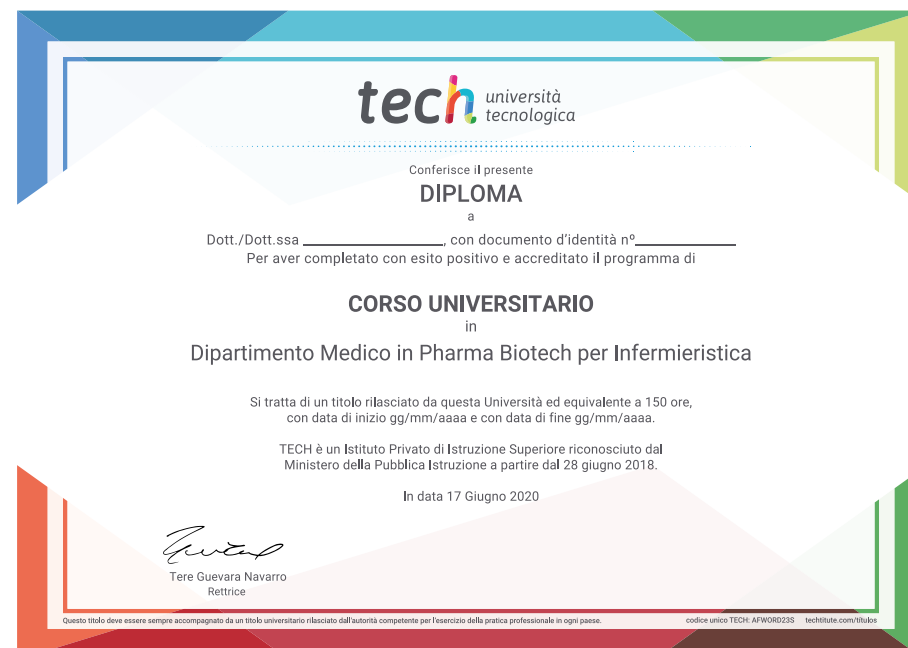 tech università
tecnologica
Conferisce il presente
DIPLOMA
a
Dott./Dott.ssa ____________________, con documento d'identità nº______________
Per aver completato con esito positivo e accreditato il programma di
CORSO UNIVERSITARIO
in
Dipartimento Medico in Pharma Biotech per Infermieristica
Si tratta di un titolo rilasciato da questa Università ed equivalente a 150 ore,
con data di inizio gg/mm/aaaa e con data di fine gg/mm/aaaa.
TECH è un Istituto Privato di Istruzione Superiore riconosciuto dal
Ministero della Pubblica Istruzione a partire dal 28 giugno 2018.
In data 17 Giugno 2020
Tere Guevara Navarro
Rettrice
Questo titolo deve essere sempre accompagnato da un titolo universitario rilasciato dall'autorità competente per l'esercizio della pratica professionale in ogni paese. codice unico TECH: AFWORD23S techtitute.com/títulos